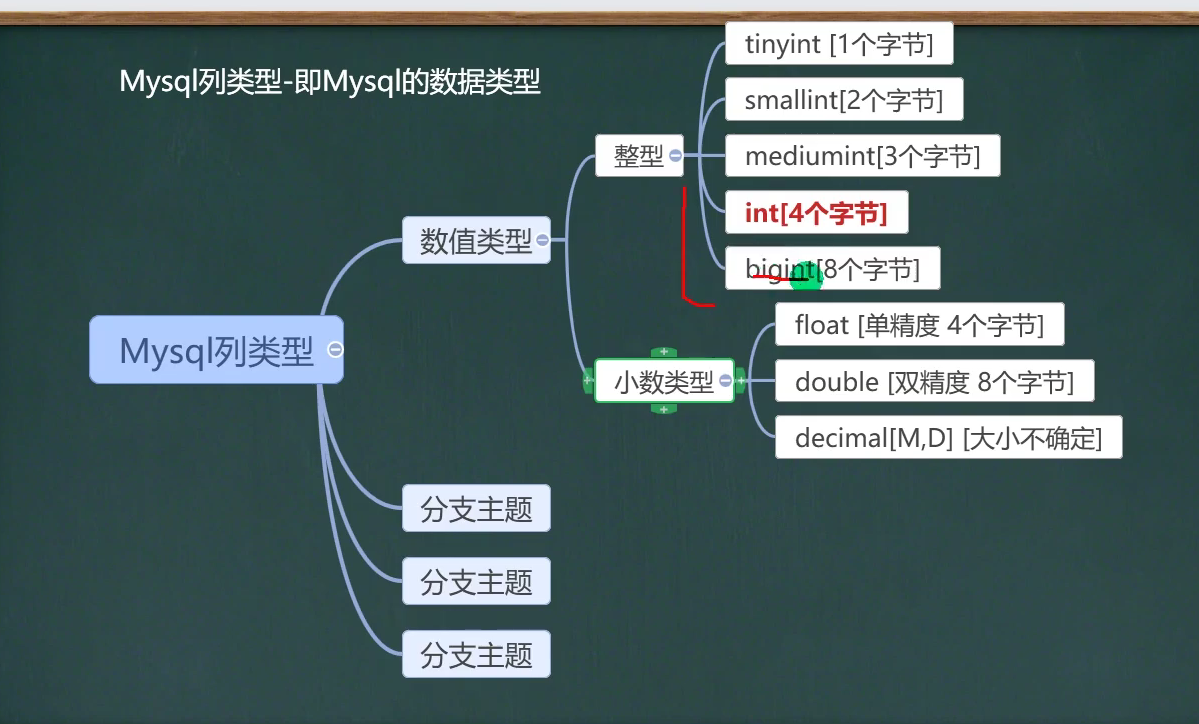 Mysql列类型-即Mysql的数据类型
Mysql列类型
数值类型
整型
tinyint [1个字节]
smallint[2个字节]
mediumint[3个字节]
int[4个字节]
bigint[8个字节]
小数类型
float [单精度 4个字节]
double [双精度 8个字节]
decimal[M,D] [大小不确定]
分支主题
分支主题
分支主题